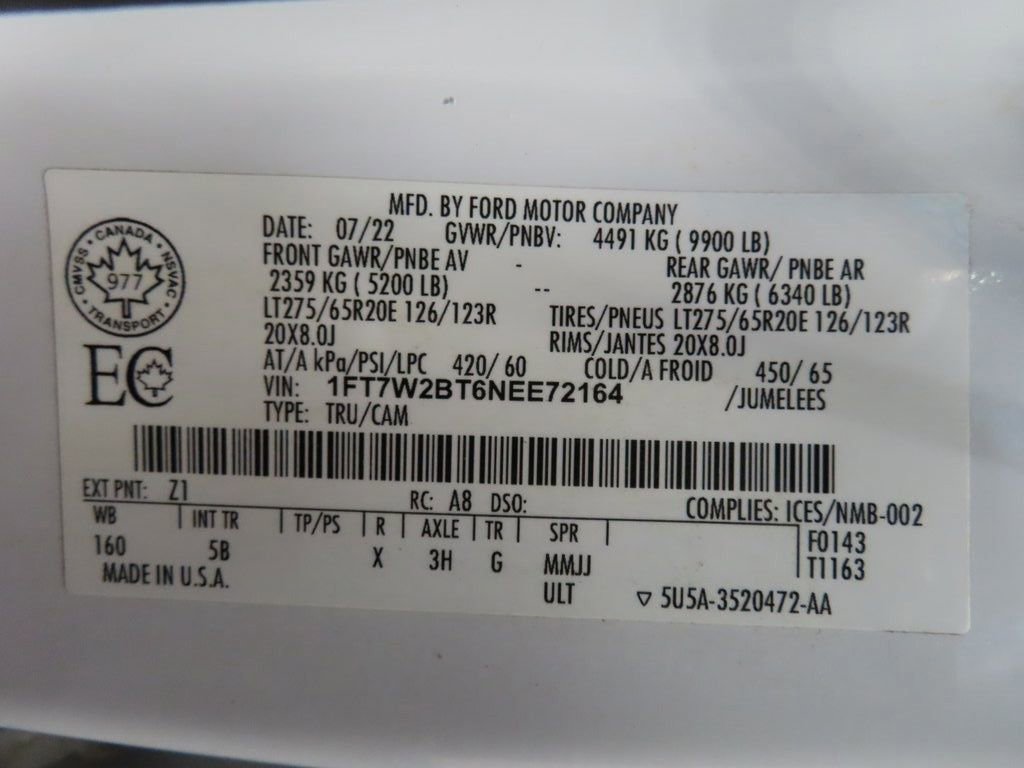 MFD. BY FORD MOTOR COMPANY
DATE: 07/22 GVWR/PNBV: 4491 KG ( 9900 LB)
FRONT GAWR/PNBE AV - REAR GAWR/ PNBE AR
2359 KG ( 5200 LB) -- 2876 KG ( 6340 LB)
LT275/65R20E 126/123R TIRES/PNEUS LT275/65R20E 126/123R
20X8.0J RIMS/JANTES 20X8.0J
AT/A kPa/PSI/LPC 420/ 60 COLD/A FROID 450/ 65
VIN: 1FT7W2BT6NEE72164 /JUMELEES
TYPE: TRU/CAM
CANADA
CMVSS 977 NSVAC
TRANSPORT
EC
EXT PNT: Z1 RC: A8 DSO: COMPLIES: ICES/NMB-002
WB | INT TR | TP/PS | R | AXLE | TR | SPR | F0143
160 5B X 3H G MMJJ T1163
MADE IN U.S.A. ULT ▽ 5U5A-3520472-AA